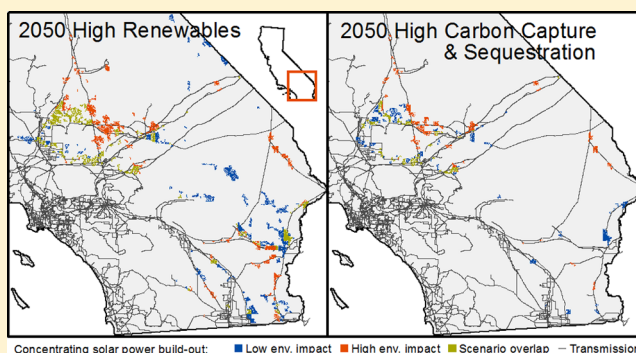 2050 High Renewables
2050 High Carbon Capture
& Sequestration
Concentrating solar power build-out: Low env. impact High env. impact Scenario overlap Transmission